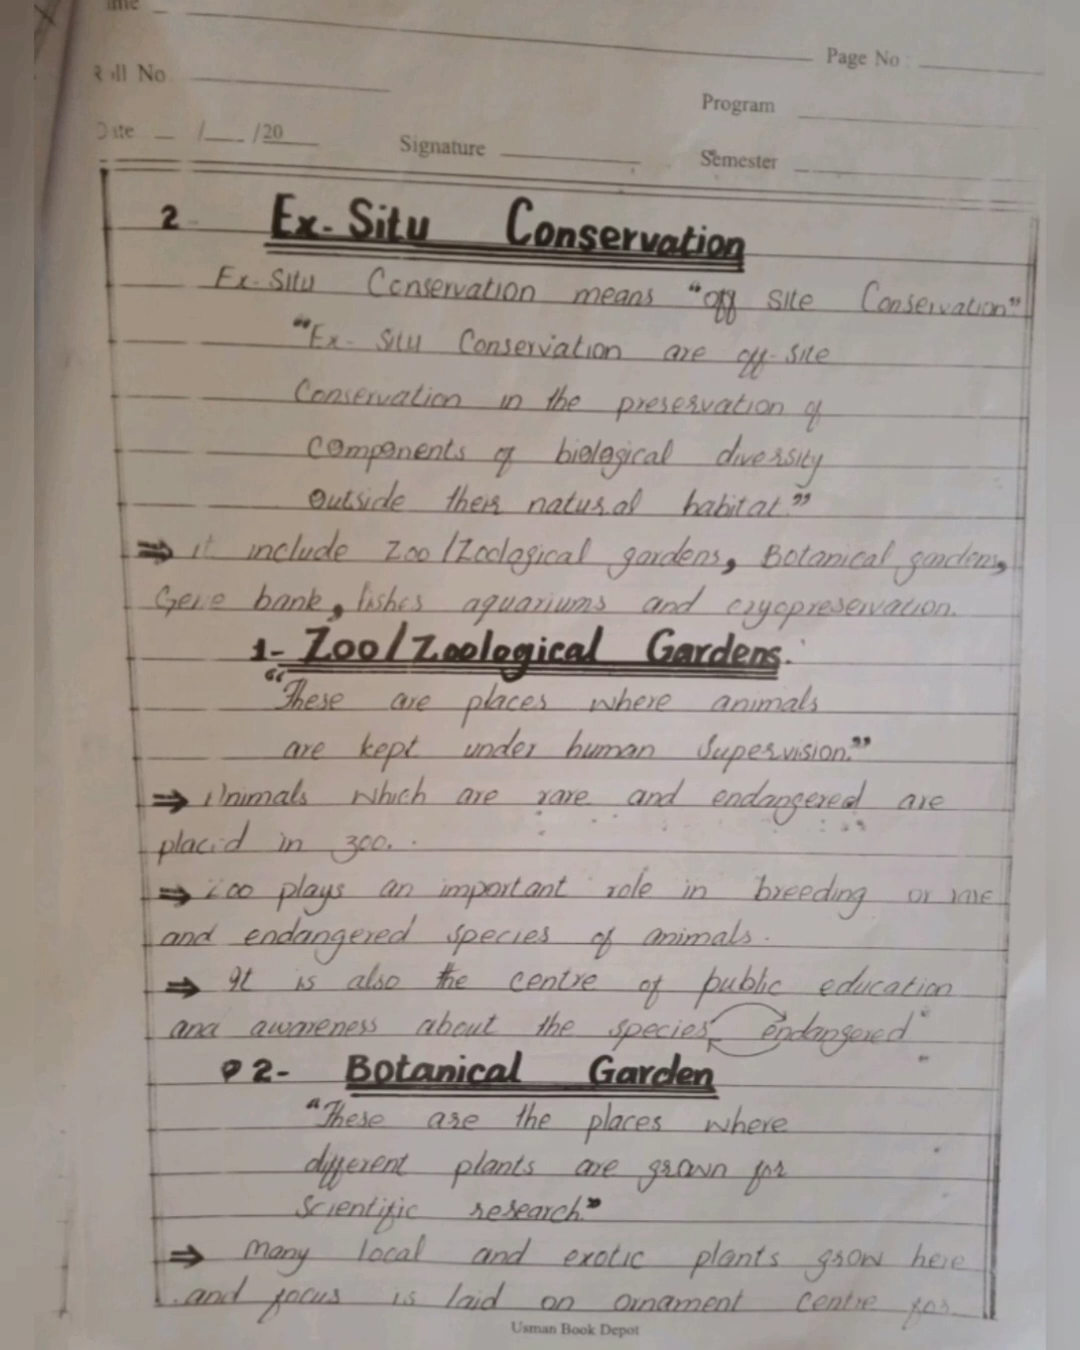 Page No :
Roll No
Program
Date / /20
Signature
Semester
2 Ex-Situ Conservation
Ex-Situ Conservation means "off site Conservation"
"Ex-Situ Conservation are off-site
Conservation in the preservation of
Components of biological diversity
outside their natural habitat."
⇒ it include Zoo/Zoological gardens, Botanical gardens,
Gene bank, fishes aquariums and cryopreservation.
1- Zoo/Zoological Gardens.
"These are places where animals
are kept under human Supervision."
⇒ Animals which are rare and endangered are
placed in zoo.
⇒ Zoo plays an important role in breeding or rare
and endangered species of animals.
⇒ It is also the centre of public education
and awareness about the species endangered
2- Botanical Garden
"These are the places where
different plants are grown for
Scientific research."
⇒ Many local and exotic plants grow here
and focus is laid on ornament centre for
Usman Book Depot